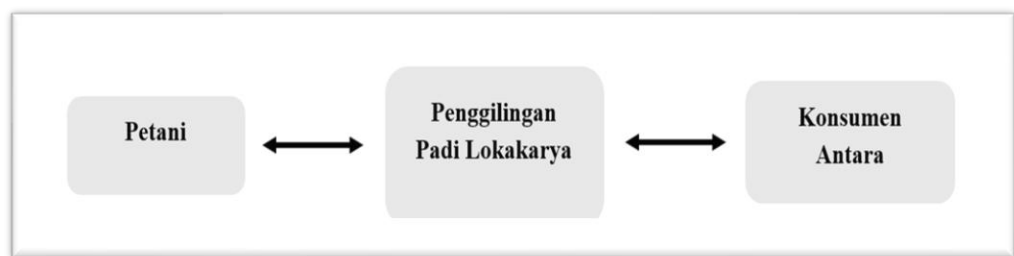 Petani
Penggilingan
Padi Lokakarya
Konsumen
Antara